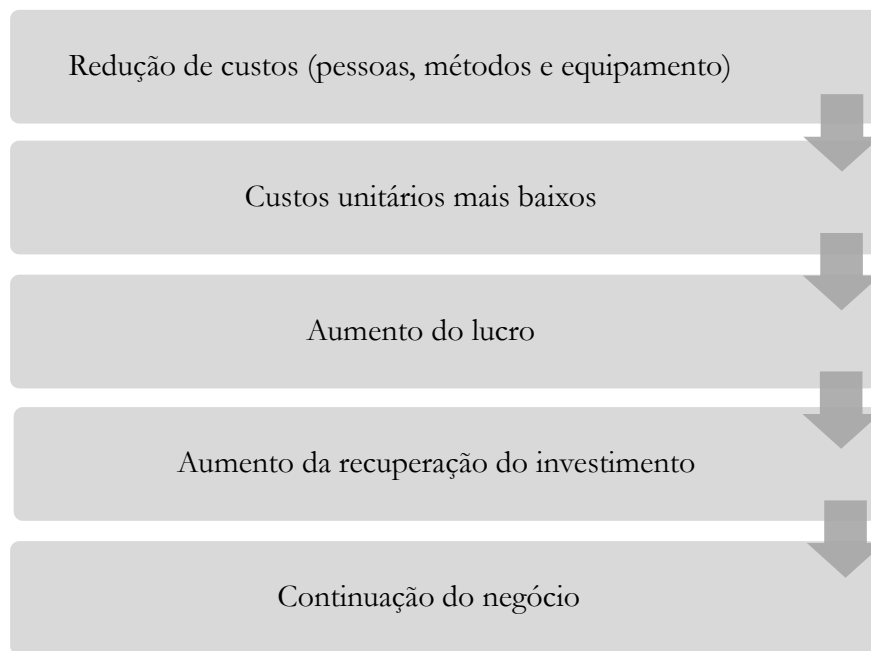 Redução de custos (pessoas, métodos e equipamento)
Custos unitários mais baixos
Aumento do lucro
Aumento da recuperação do investimento
Continuação do negócio